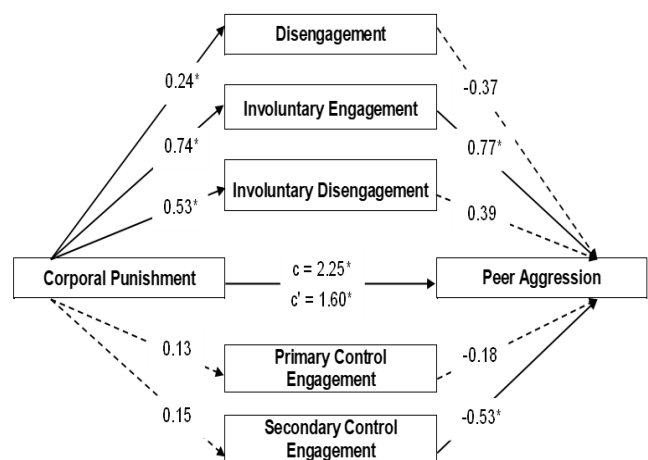 Disengagement
0.24*
-0.37
Involuntary Engagement
0.74*
0.77*
Involuntary Disengagement
0.53*
0.39
Corporal Punishment
c = 2.25*
c' = 1.60*
Peer Aggression
0.13
Primary Control
Engagement
-0.18
0.15
Secondary Control
Engagement
-0.53*